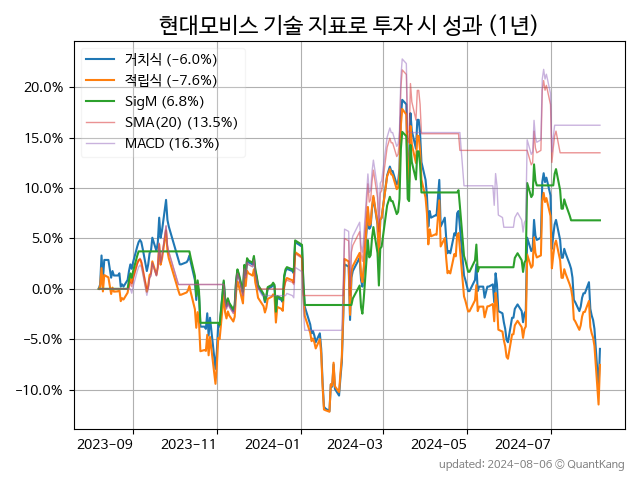 현대모비스 기술 지표로 투자 시 성과 (1년)
거치식 (-6.0%)
적립식 (-7.6%)
SigM (6.8%)
SMA(20) (13.5%)
MACD (16.3%)
20.0%
15.0%
10.0%
5.0%
0.0%
-5.0%
-10.0%
2023-09 2023-11 2024-01 2024-03 2024-05 2024-07
updated: 2024-08-06 © QuantKang